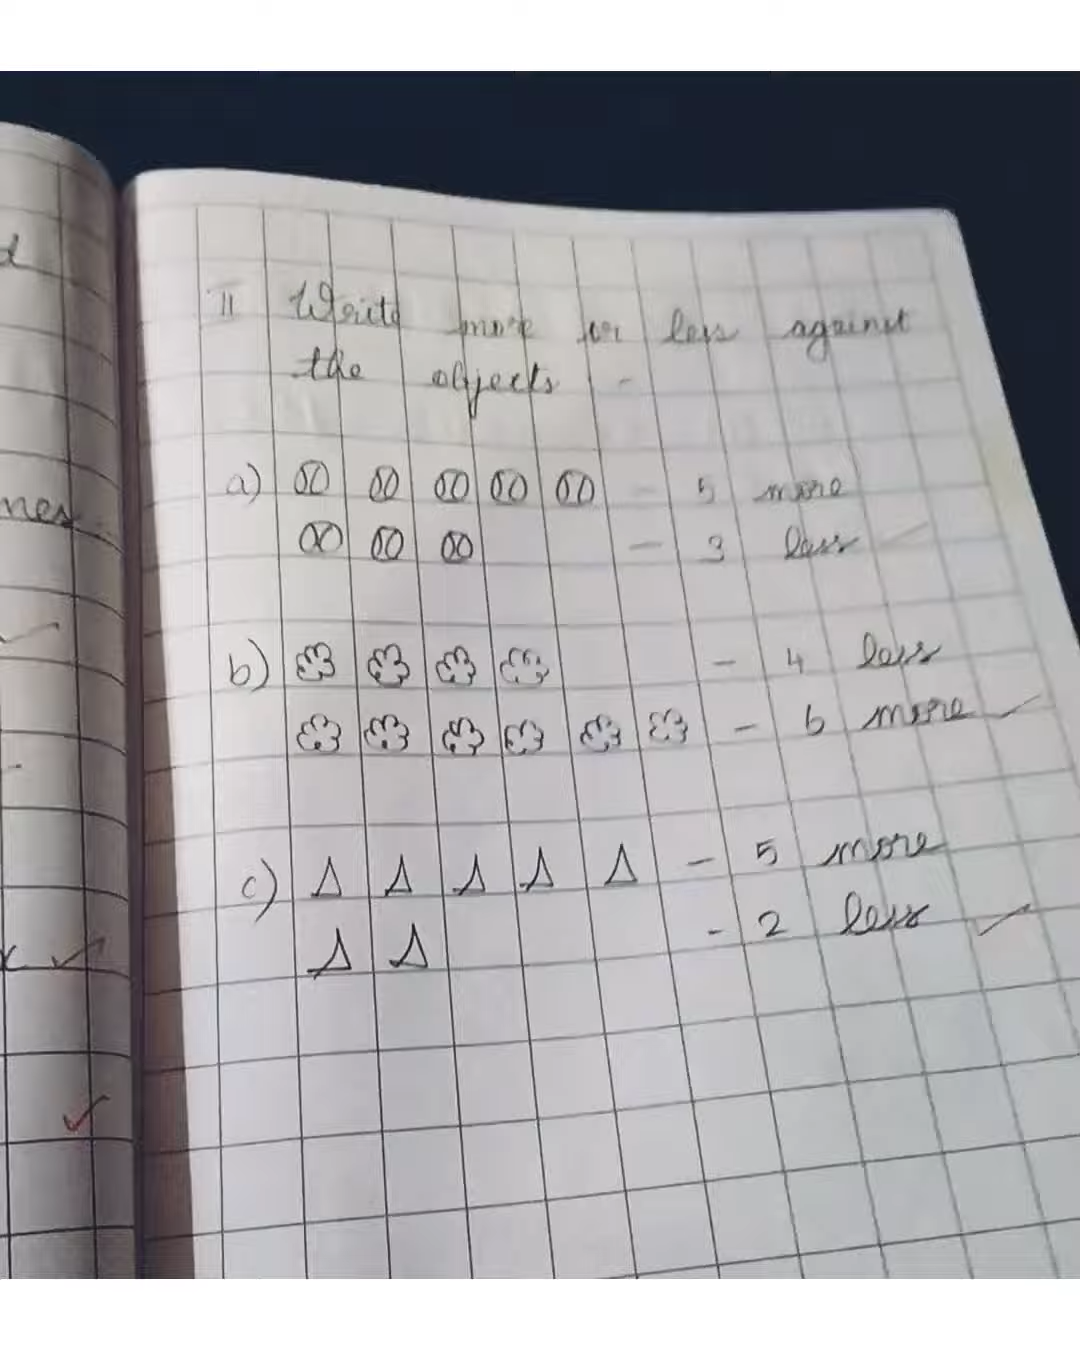 d
nes
x
II Write more or less against
the objects -
a) - 5 more
- 3 less
b) - 4 less
- 6 more
c) - 5 more
- 2 less